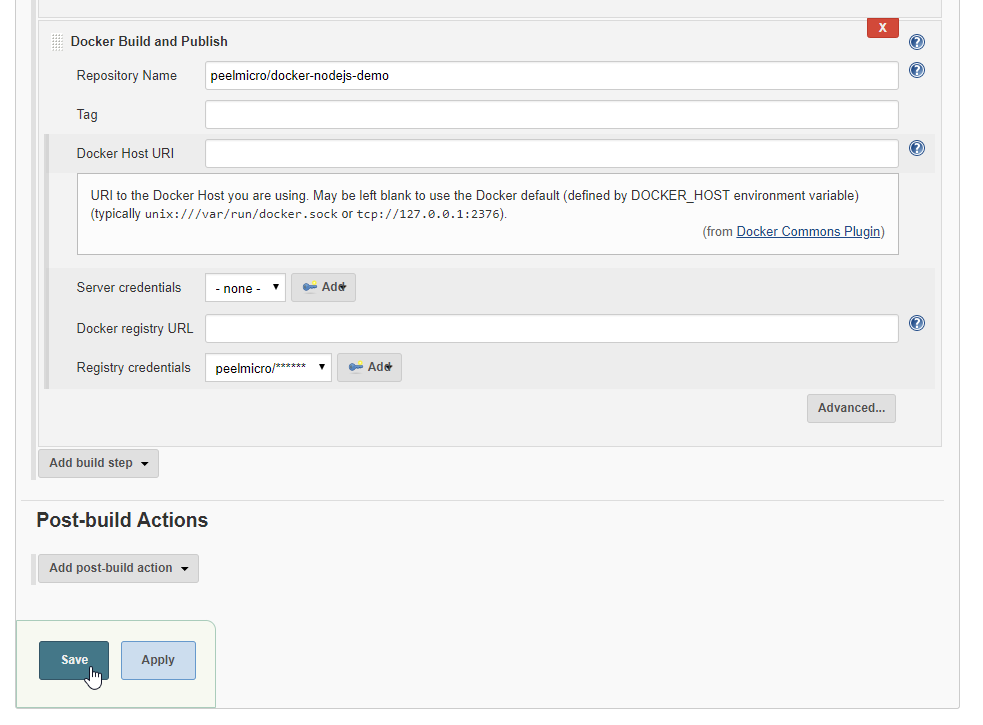 X
Docker Build and Publish
Repository Name peelmicro/docker-nodejs-demo
Tag
Docker Host URI
URI to the Docker Host you are using. May be left blank to use the Docker default (defined by DOCKER_HOST environment variable)
(typically unix:///var/run/docker.sock or tcp://127.0.0.1:2376).
(from Docker Commons Plugin)
Server credentials - none - Add
Docker registry URL
Registry credentials peelmicro/****** Add
Advanced...
Add build step
Post-build Actions
Add post-build action
Save Apply